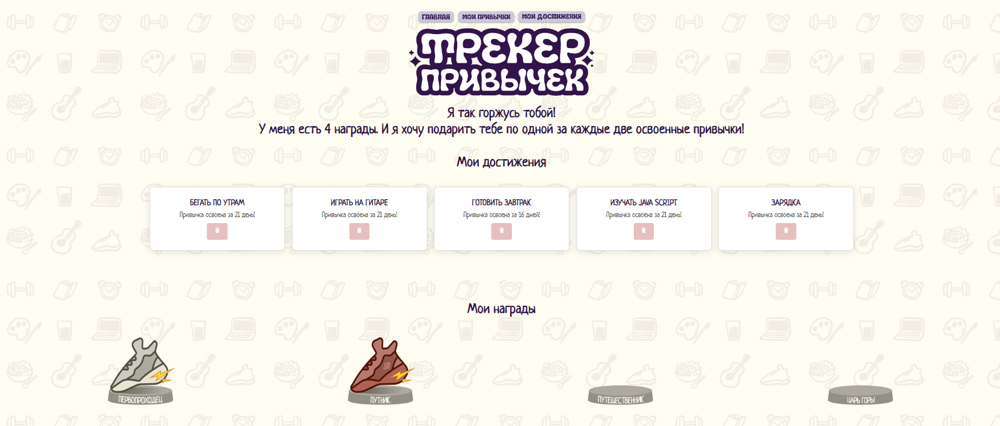 ГЛАВНАЯ МОИ ПРИВЫЧКИ МОИ ДОСТИЖЕНИЯ
ТРЕКЕР
ПРИВЫЧЕК
Я так горжусь тобой!
У меня есть 4 награды. И я хочу подарить тебе по одной за каждые две освоенные привычки!
Мои достижения
БЕГАТЬ ПО УТРАМ
Привычка освоена за 21 день!
ИГРАТЬ НА ГИТАРЕ
Привычка освоена за 21 день!
ГОТОВИТЬ ЗАВТРАК
Привычка освоена за 16 дней!
ИЗУЧАТЬ JAVA SCRIPT
Привычка освоена за 21 день!
ЗАРЯДКА
Привычка освоена за 21 день!
Мои награды
ПЕРВОПРОХОДЕЦ
ПУТНИК
ПУТЕШЕСТВЕННИК
ЦАРЬ ГОРЫ